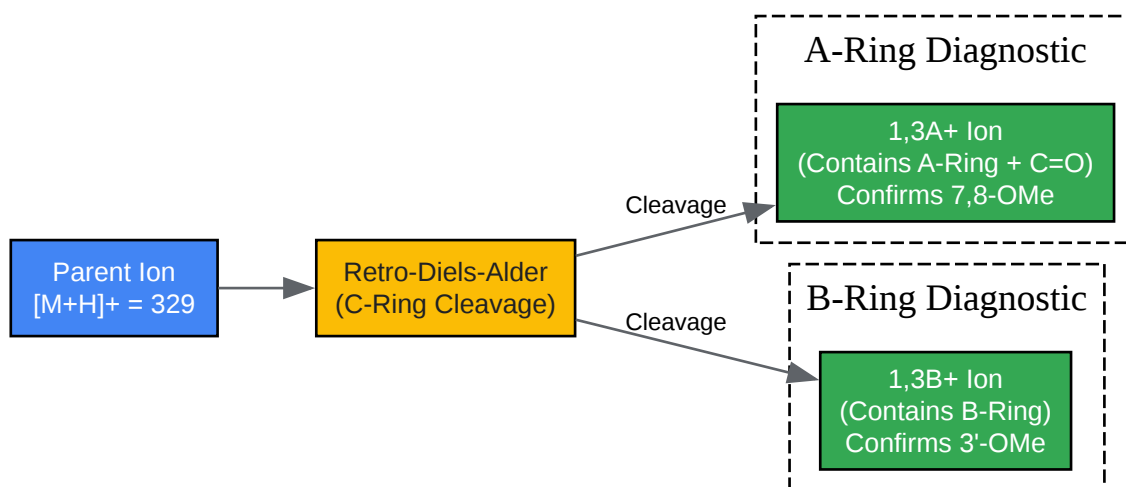 Parent Ion
[M+H]+ = 329
Retro-Diels-Alder
(C-Ring Cleavage)
Cleavage
Cleavage
A-Ring Diagnostic
1,3A+ Ion
(Contains A-Ring + C=O)
Confirms 7,8-OMe
B-Ring Diagnostic
1,3B+ Ion
(Contains B-Ring)
Confirms 3'-OMe